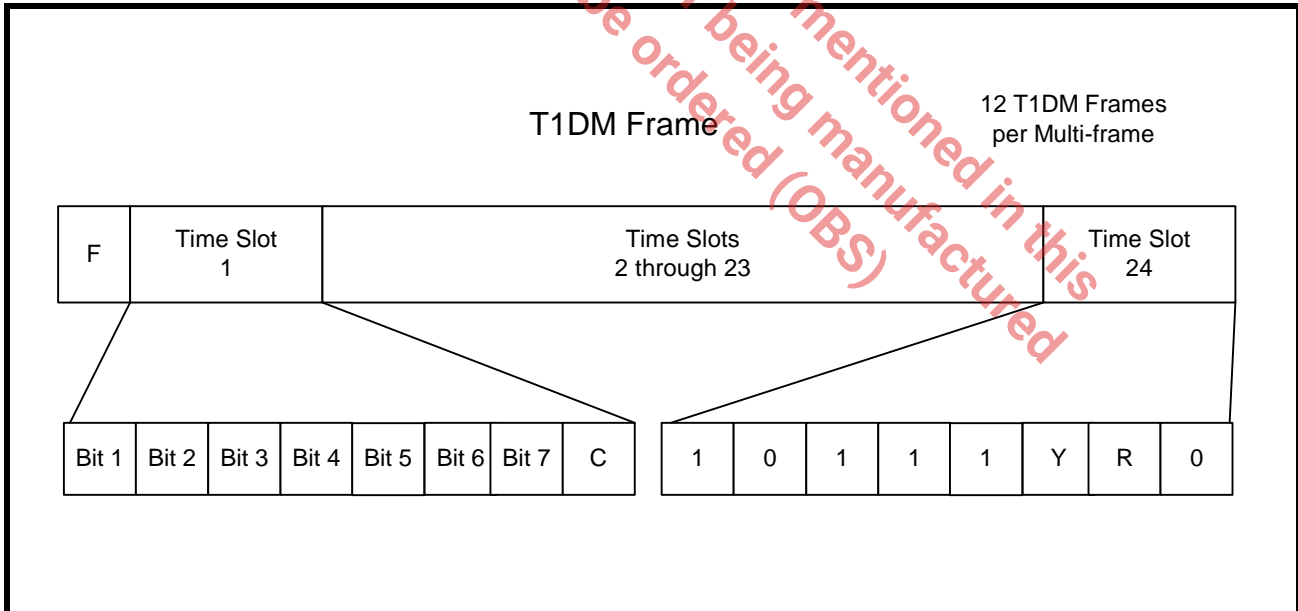 mentioned in this
being manufactured
be ordered (OBS)
T1DM Frame
12 T1DM Frames
per Multi-frame
F
Time Slot
1
Time Slots
2 through 23
Time Slot
24
Bit 1 Bit 2 Bit 3 Bit 4 Bit 5 Bit 6 Bit 7 C
1 0 1 1 1 Y R 0